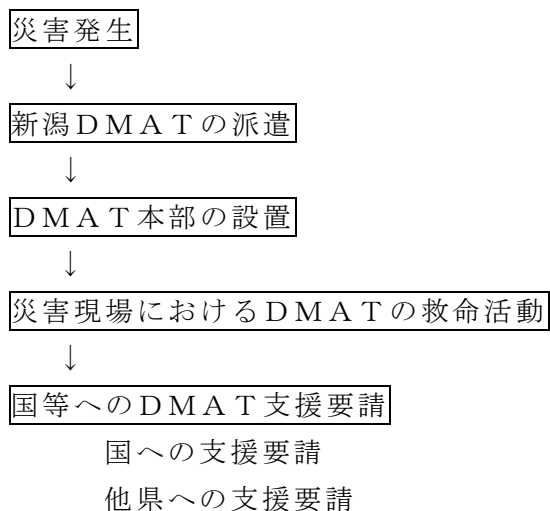 災害発生
↓
新潟ＤＭＡＴの派遣
↓
ＤＭＡＴ本部の設置
↓
災害現場におけるＤＭＡＴの救命活動
↓
国等へのＤＭＡＴ支援要請
国への支援要請
他県への支援要請